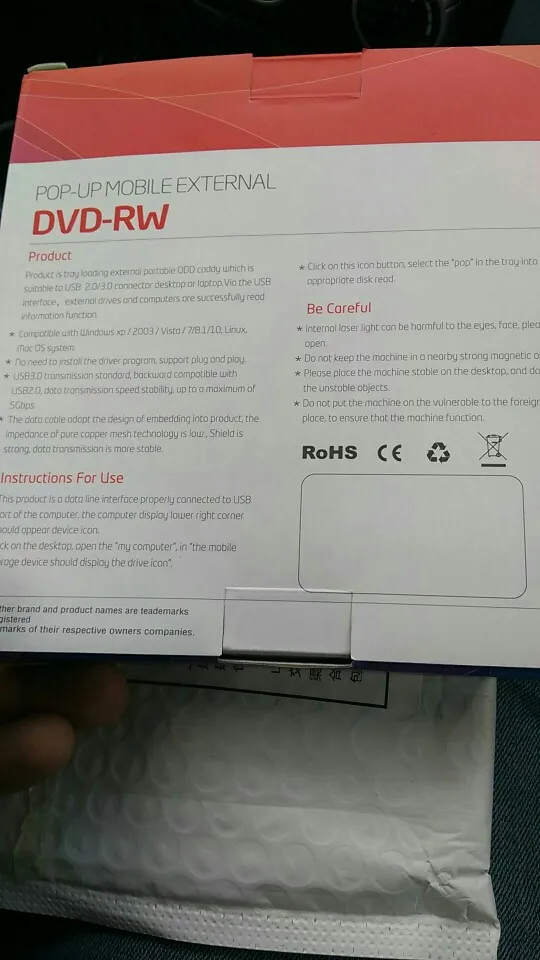 POP-UP MOBILE EXTERNAL
DVD-RW
Product
Product is tray loading external portable ODD caddy which is
suitable to USB 2.0/3.0 connector desktop or laptop.Via the USB
interface, external drives and computers are successfully read
information function.
* Compatible with Windows xp / 2003 / Vista / 7/8.1/10, Linux,
Mac OS system.
* No need to install the driver program, support plug and play.
* USB3.0 transmission standard, backward compatible with
USB2.0, data transmission speed stability, up to a maximum of
5Gbps.
* The data cable adopt the design of embedding into product, the
impedance of pure copper mesh technology is low, Shield is
strong, data transmission is more stable.
Instructions For Use
This product is a data line interface properly connected to USB
ort of the computer, the computer display lower right corner
ould appear device icon.
ck on the desktop, open the "my computer", in "the mobile
rage device should display the drive icon".
ther brand and product names are teademarks
gistered
marks of their respective owners companies.
* Click on this icon button, select the "pop" in the tray into
appropriate disk read.
Be Careful
* Internal laser light can be harmful to the eyes, face, plea
open.
* Do not keep the machine in a nearby strong magnetic o
* Please place the machine stable on the desktop, and do
the unstable objects.
* Do not put the machine on the vulnerable to the foreign
place, to ensure that the machine function.
RoHS CE